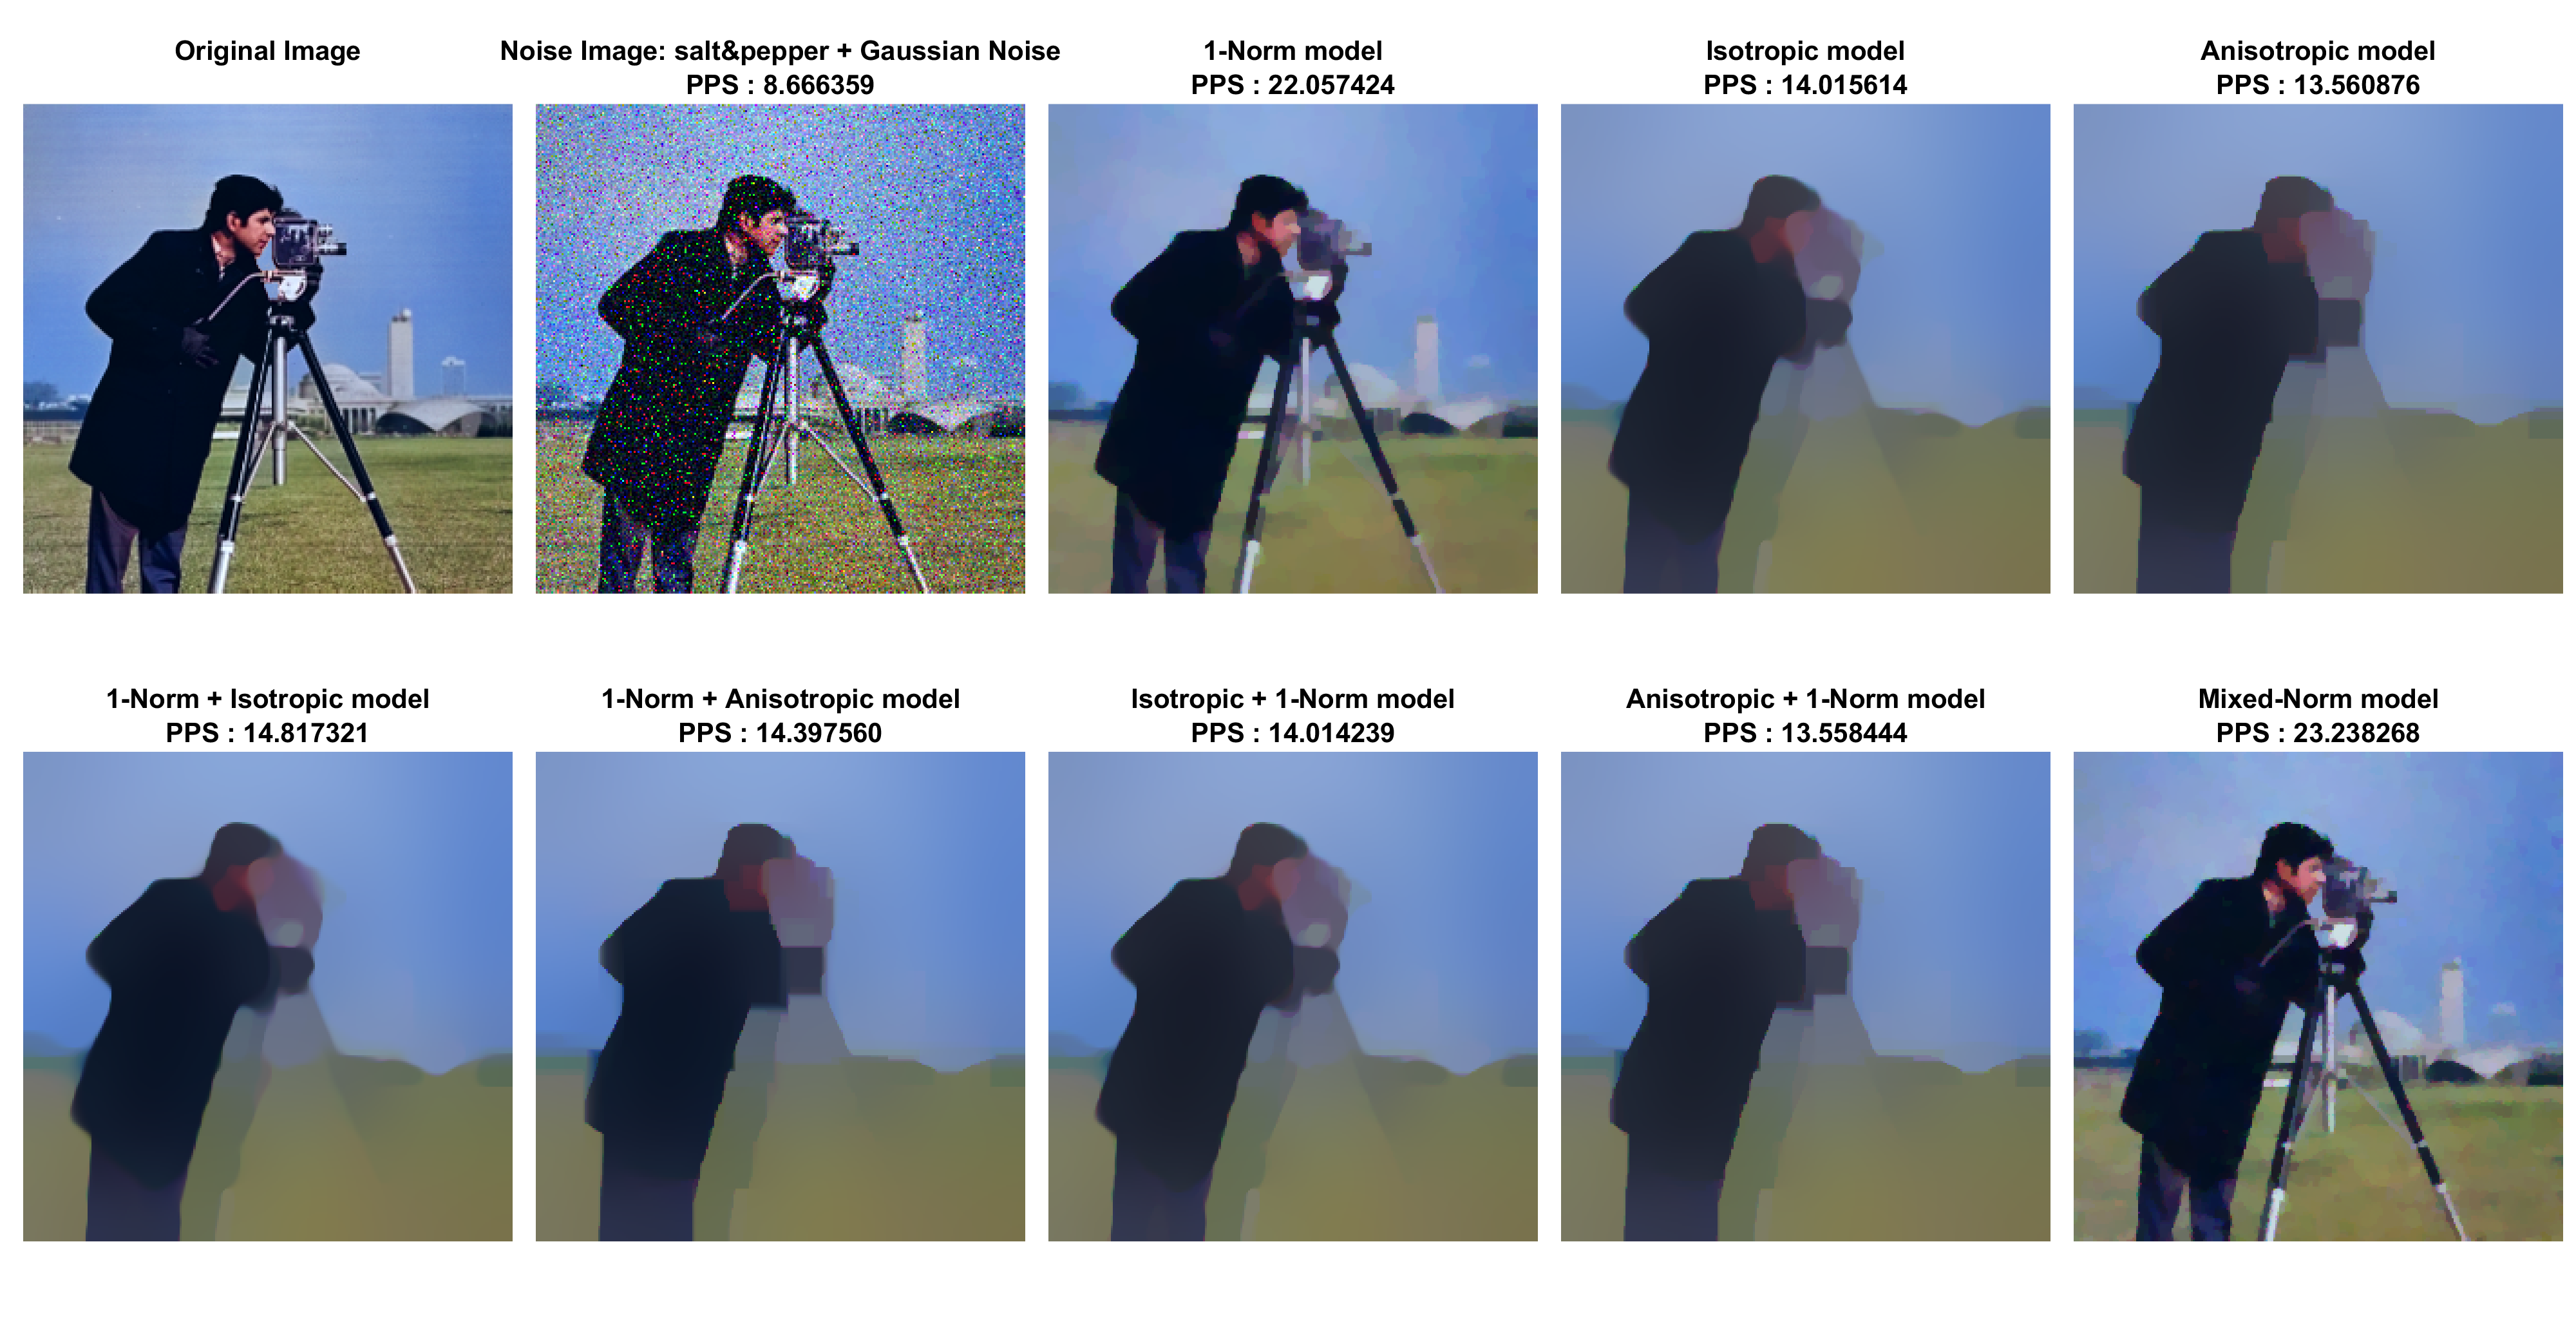 Original Image
Noise Image: salt&pepper + Gaussian Noise
PPS : 8.666359
1-Norm model
PPS : 22.057424
Isotropic model
PPS : 14.015614
Anisotropic model
PPS : 13.560876
1-Norm + Isotropic model
PPS : 14.817321
1-Norm + Anisotropic model
PPS : 14.397560
Isotropic + 1-Norm model
PPS : 14.014239
Anisotropic + 1-Norm model
PPS : 13.558444
Mixed-Norm model
PPS : 23.238268